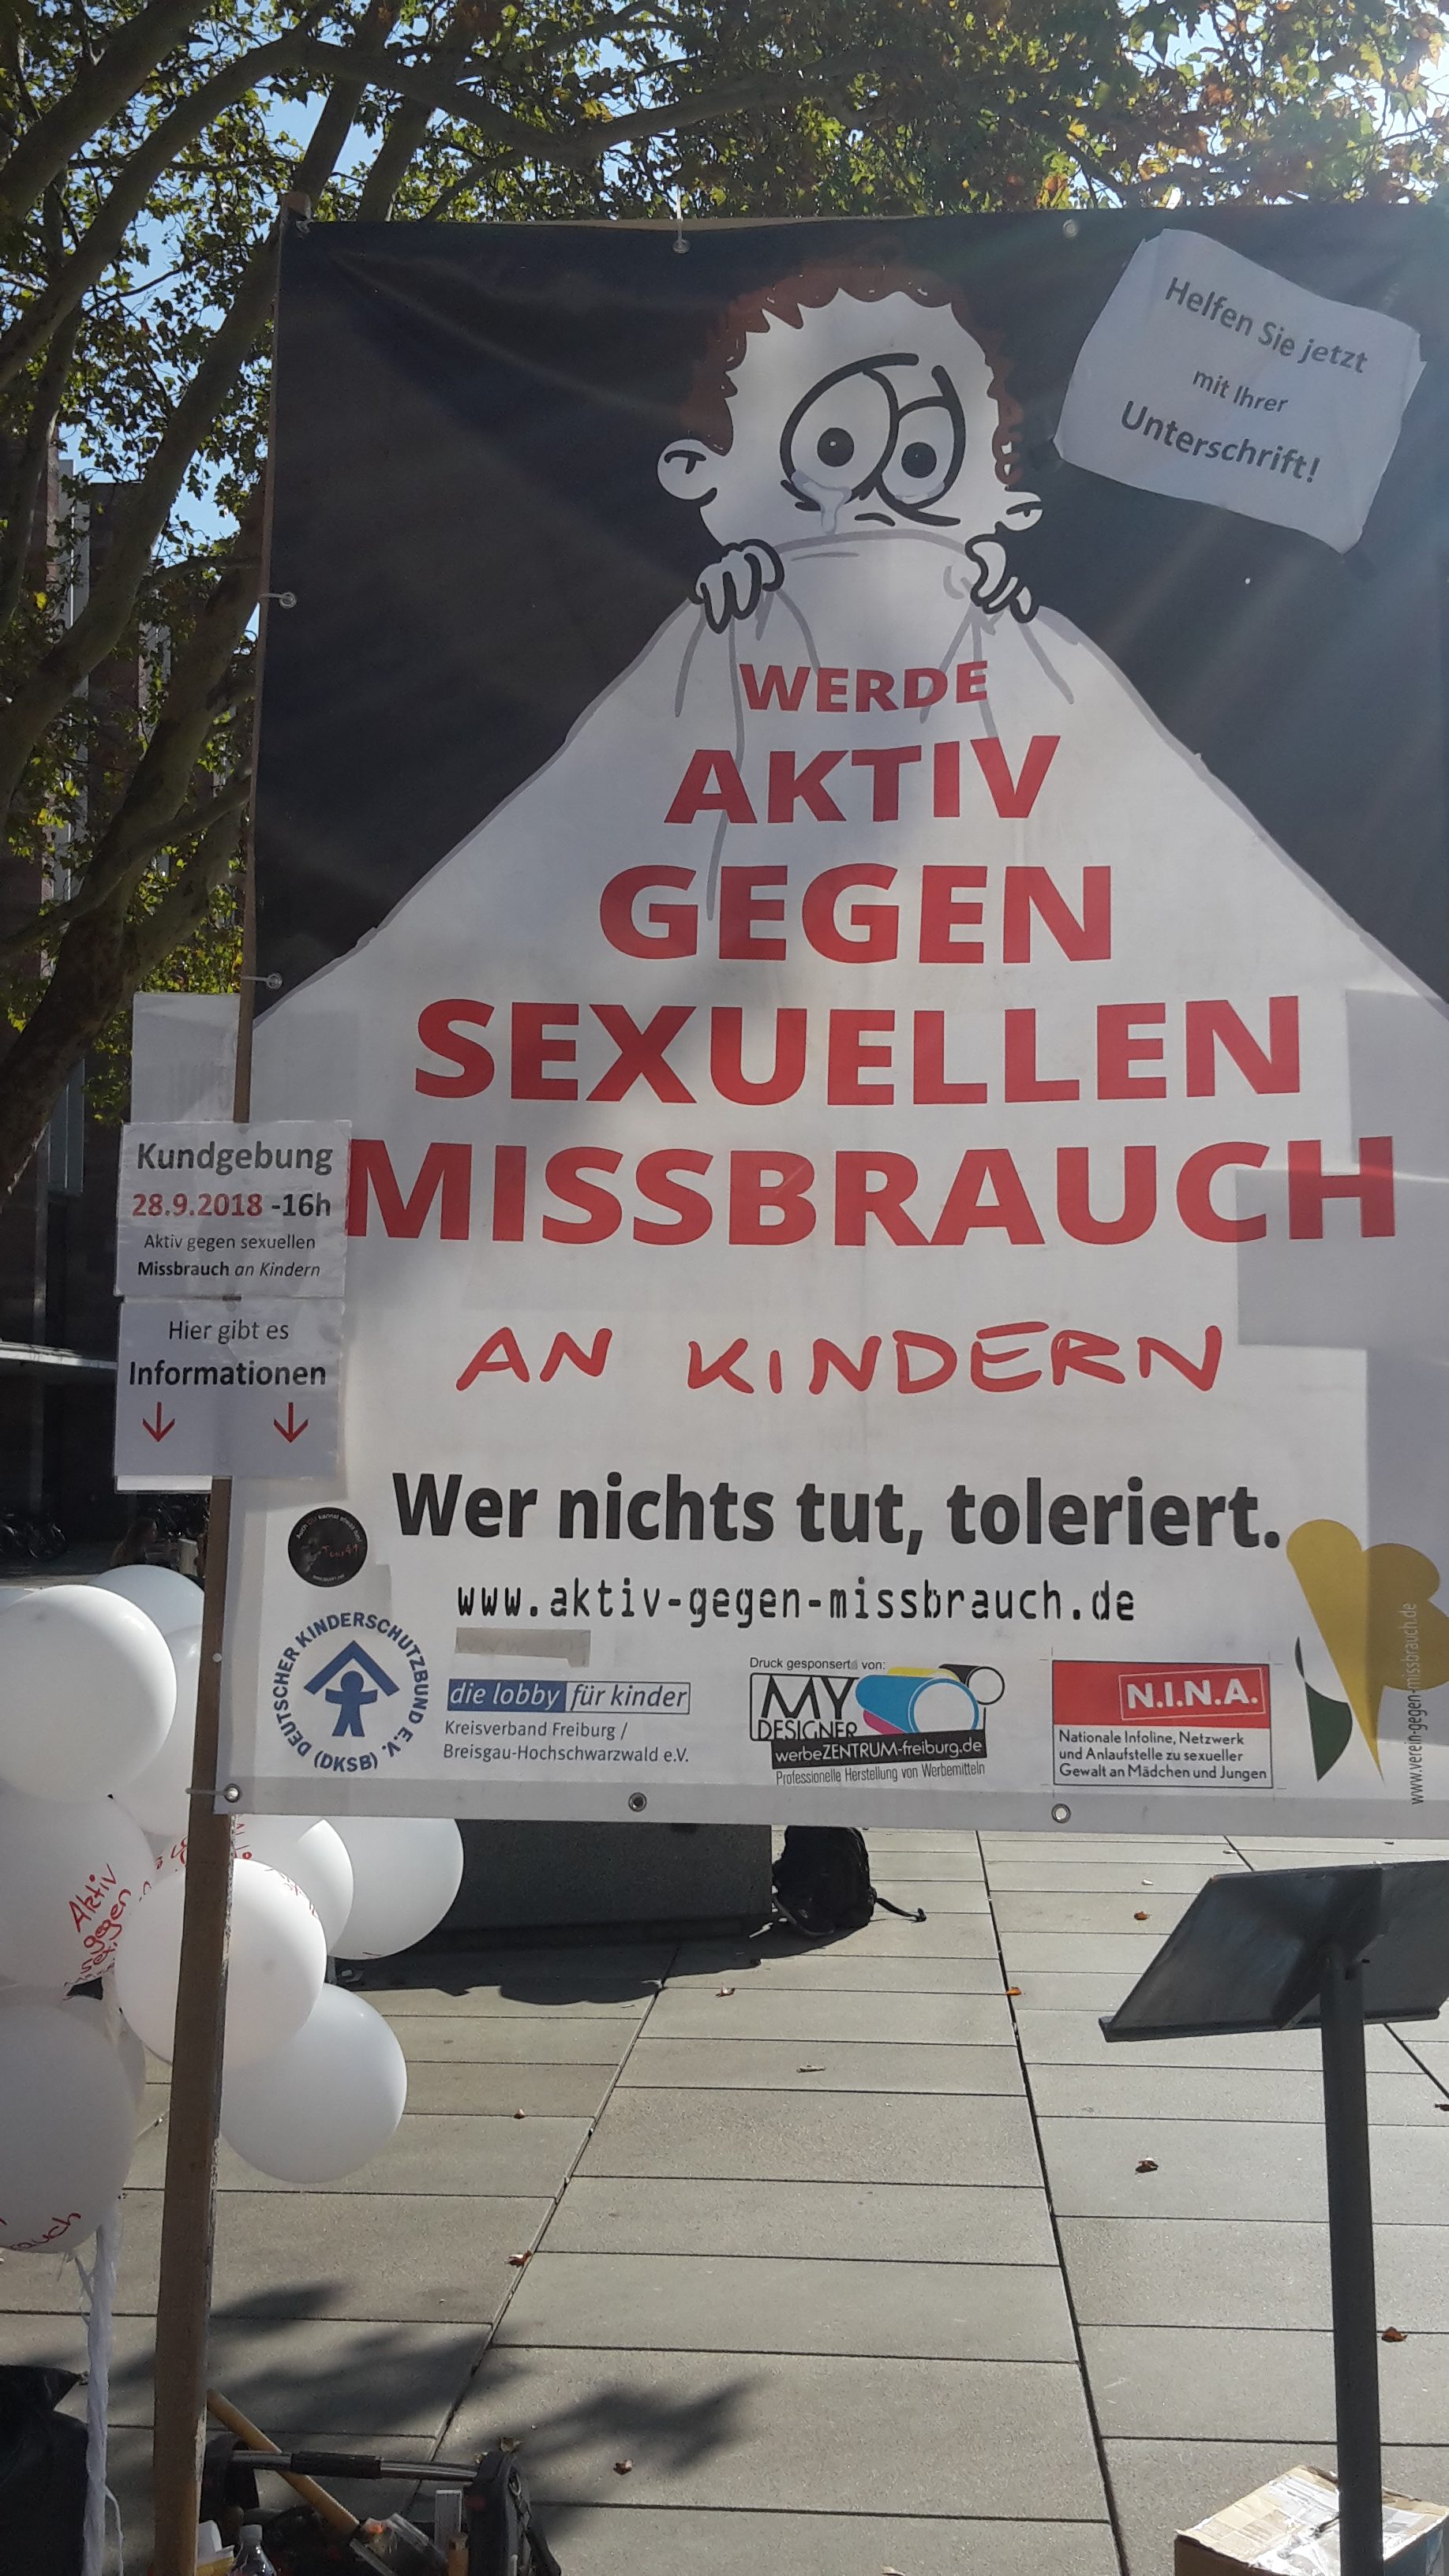 Helfen Sie jetzt
mit Ihrer
Unterschrift!
WERDE
AKTIV
GEGEN
SEXUELLEN
MISSBRAUCH
AN KINDERN
Kundgebung
28.9.2018 -16h
Aktiv gegen sexuellen
Missbrauch an Kindern
Hier gibt es
Informationen
Wer nichts tut, toleriert.
www.aktiv-gegen-missbrauch.de
DEUTSCHER KINDERSCHUTZBUND E.V.
(DKSB)
die lobby für kinder
Kreisverband Freiburg /
Breisgau-Hochschwarzwald e.V.
Druck gesponsert von:
MY
DESIGNER
werbeZENTRUM-freiburg.de
Professionelle Herstellung von Werbemitteln
N.I.N.A.
Nationale Infoline, Netzwerk
und Anlaufstelle zu sexueller
Gewalt an Mädchen und Jungen
www.verein-gegen-missbrauch.de
Aktiv
gegen